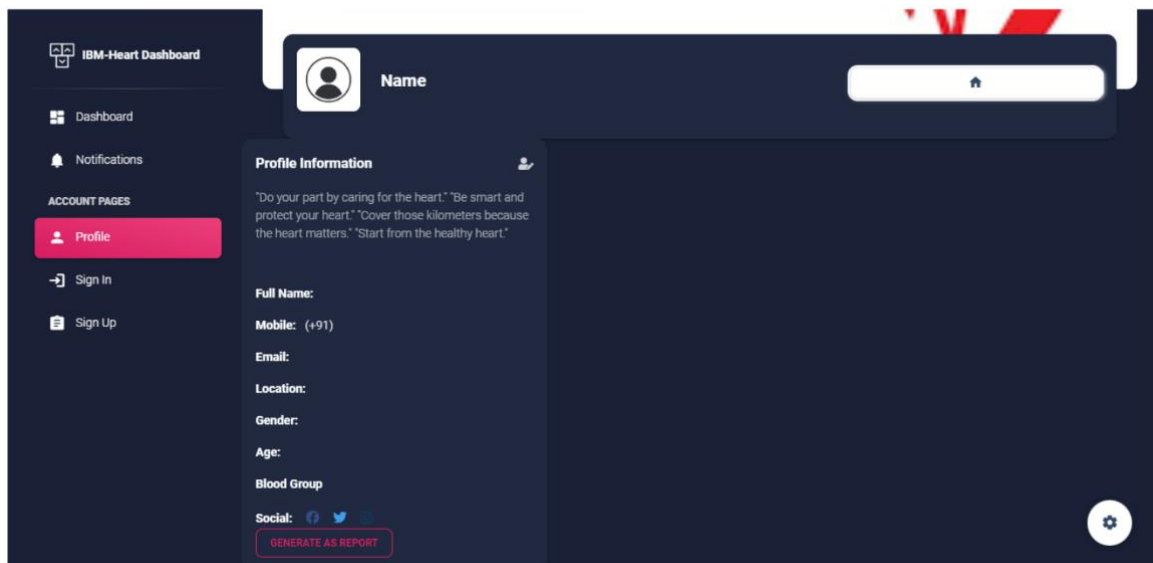 IBM-Heart Dashboard
Dashboard
Notifications
ACCOUNT PAGES
Profile
Sign In
Sign Up
Name
Profile Information
"Do your part by caring for the heart." "Be smart and
protect your heart." "Cover those kilometers because
the heart matters." "Start from the healthy heart."
Full Name:
Mobile: (+91)
Email:
Location:
Gender:
Age:
Blood Group
Social:
GENERATE AS REPORT